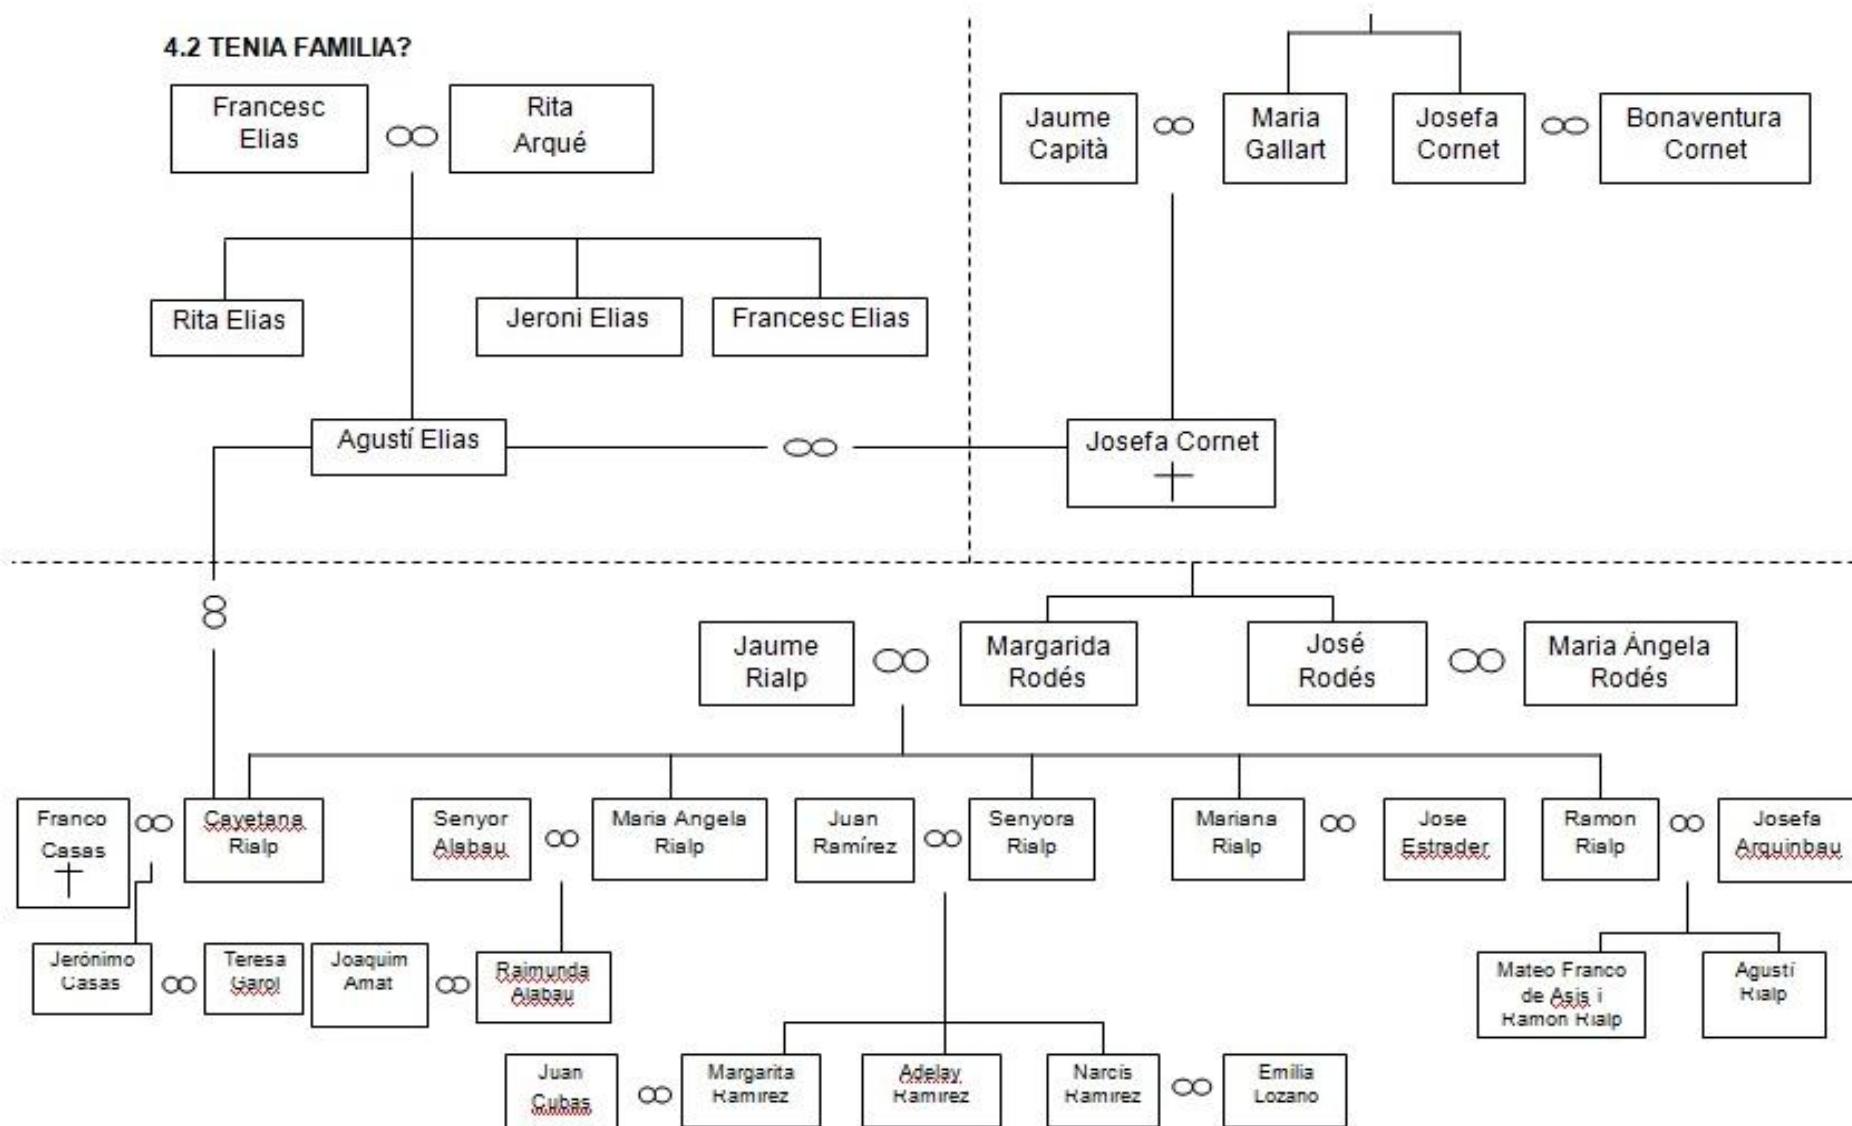 4.2 TENIA FAMILIA?
Francesc
Elias
Rita
Arqué
Jaume
Capità
Maria
Gallart
Josefa
Cornet
Bonaventura
Cornet
Rita Elias
Jeroni Elias
Francesc Elias
Agustí Elias
Josefa Cornet
Jaume
Rialp
Margarida
Rodés
José
Rodés
Maria Àngela
Rodés
Franco
Casas
Cayetana
Rialp
Senyor
Alabau
Maria Angela
Rialp
Juan
Ramírez
Senyora
Rialp
Mariana
Rialp
Jose
Estrader
Ramon
Rialp
Josefa
Arquinbau
Jerónimo
Casas
Teresa
Garol
Joaquim
Amat
Raimunda
Alabau
Mateo Franco
de Asis i
Ramon Rialp
Agustí
Rialp
Juan
Cubas
Margarita
Ramírez
Adelay
Ramírez
Narcís
Ramírez
Emilia
Lozano